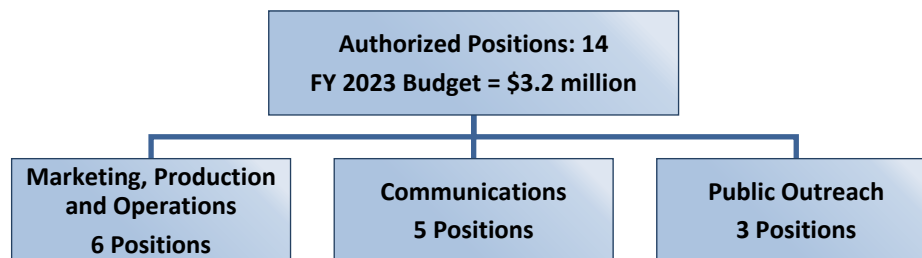 Authorized Positions: 14
FY 2023 Budget = $3.2 million
Marketing, Production
and Operations
6 Positions
Communications
5 Positions
Public Outreach
3 Positions